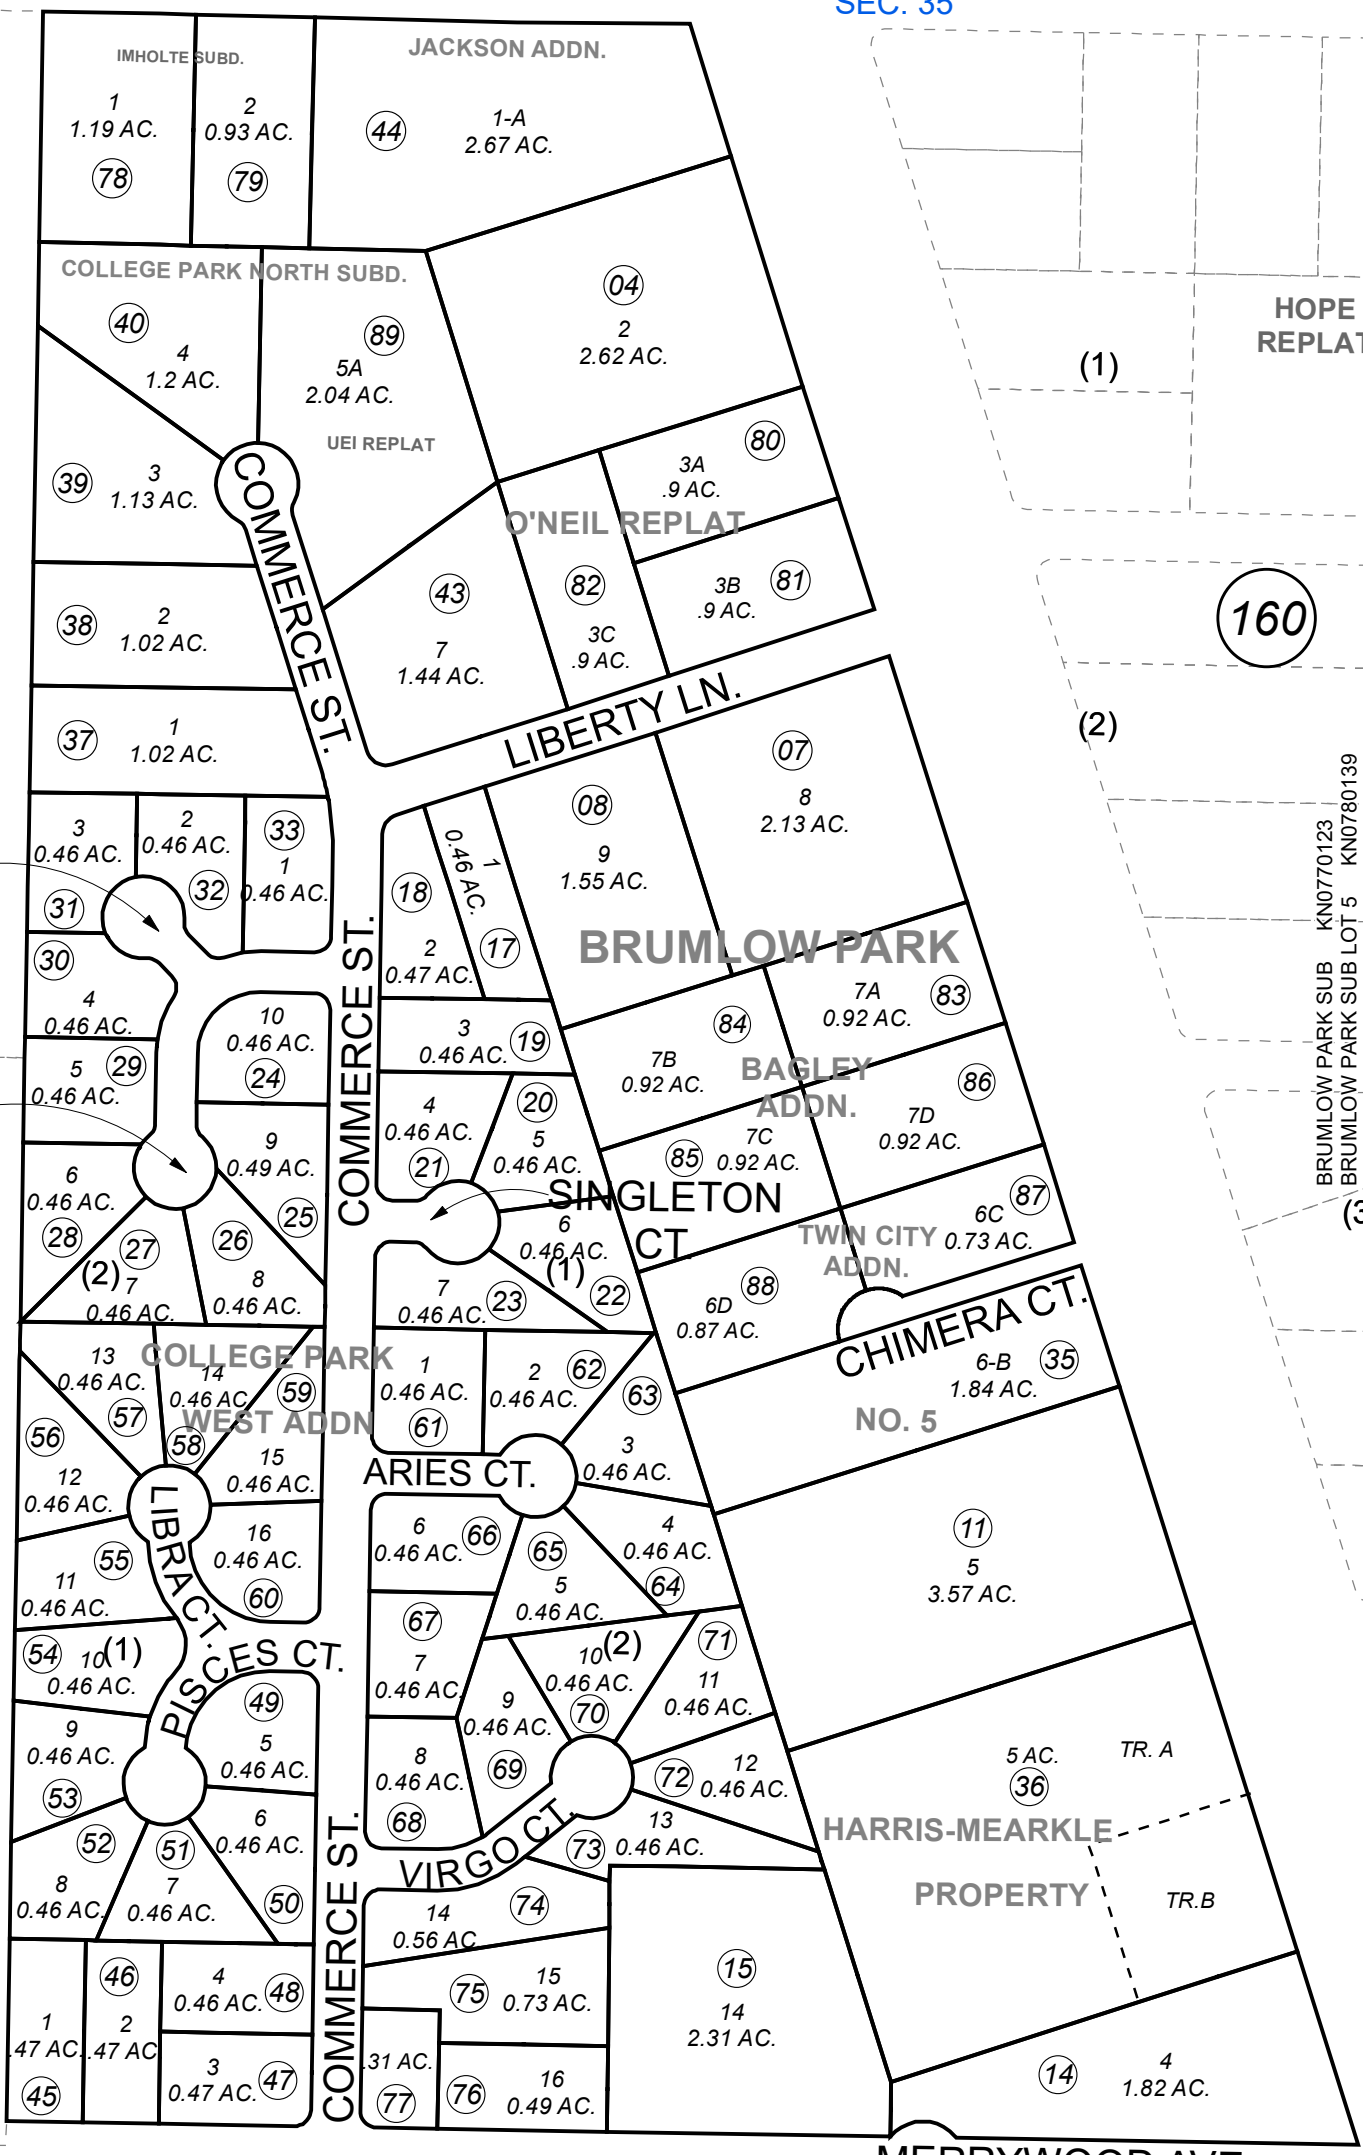 SEC. 35
IMHOLTE SUBD.
JACKSON ADDN.
1
1.19 AC.
78
2
0.93 AC.
79
44
1-A
2.67 AC.
COLLEGE PARK NORTH SUBD.
40
4
1.2 AC.
89
5A
2.04 AC.
UEI REPLAT
04
2
2.62 AC.
HOPE
REPLAT
(1)
39
3
1.13 AC.
COMMERCE ST.
3A
.9 AC.
80
O'NEIL REPLAT
43
7
1.44 AC.
82
3C
.9 AC.
3B
.9 AC.
81
160
38
2
1.02 AC.
37
1
1.02 AC.
LIBERTY LN.
(2)
07
8
2.13 AC.
08
9
1.55 AC.
BRUMLOW PARK SUB KN0770123
BRUMLOW PARK SUB LOT 5 KN0780139
3
0.46 AC.
31
2
0.46 AC.
32
33
1
0.46 AC.
18
2
0.47 AC.
1
0.46 AC.
17
BRUMLOW PARK
30
4
0.46 AC.
10
0.46 AC.
24
COMMERCE ST.
3
0.46 AC.
19
7A
0.92 AC.
83
84
7B
0.92 AC.
BAGLEY
ADDN.
5
0.46 AC.
29
4
0.46 AC.
21
20
5
0.46 AC.
86
7D
0.92 AC.
85
7C
0.92 AC.
9
0.49 AC.
25
6
0.46 AC.
28
27
(2)
7
0.46 AC.
26
8
0.46 AC.
SINGLETON
CT.
6
0.46 AC.
(1)
22
7
0.46 AC.
23
87
6C
0.73 AC.
TWIN CITY
ADDN.
88
6D
0.87 AC.
CHIMERA CT.
(3
6-B
1.84 AC.
35
NO. 5
COLLEGE PARK
WEST ADDN
13
0.46 AC.
57
14
0.46 AC
58
59
15
0.46 AC.
1
0.46 AC.
61
2
0.46 AC.
62
63
3
0.46 AC.
56
12
0.46 AC.
ARIES CT.
LIBRA CT.
16
0.46 AC.
60
6
0.46 AC.
66
65
5
0.46 AC.
4
0.46 AC.
64
11
5
3.57 AC.
55
11
0.46 AC.
54
10
(1)
0.46 AC.
PISCES CT.
67
7
0.46 AC.
10
(2)
0.46 AC.
70
71
11
0.46 AC.
49
5
0.46 AC.
9
0.46 AC.
53
9
0.46 AC.
69
8
0.46 AC.
68
72
12
0.46 AC.
5 AC.
36
TR. A
HARRIS-MEARKLE
PROPERTY
TR.B
6
0.46 AC.
50
52
8
0.46 AC.
51
7
0.46 AC.
VIRGO CT.
73
13
0.46 AC.
74
14
0.56 AC
COMMERCE ST.
1
.47 AC.
45
46
2
.47 AC
4
0.46 AC.
48
3
0.47 AC.
47
75
15
0.73 AC.
15
14
2.31 AC.
.31 AC.
77
76
16
0.49 AC.
14
4
1.82 AC.
MERRYWOOD AVE